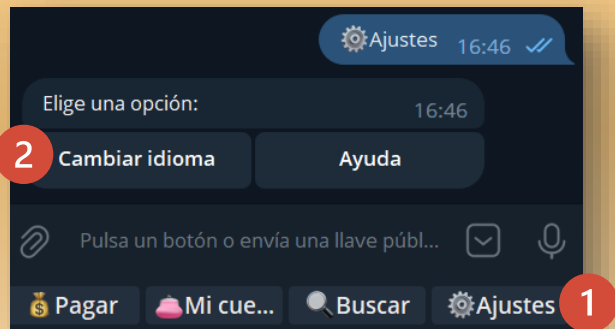 ⚙️Ajustes 16:46
Elige una opción: 16:46
2 Cambiar idioma Ayuda
Pulsa un botón o envía una llave públ...
💰Pagar 👛Mi cue... 🔍Buscar ⚙️Ajustes 1